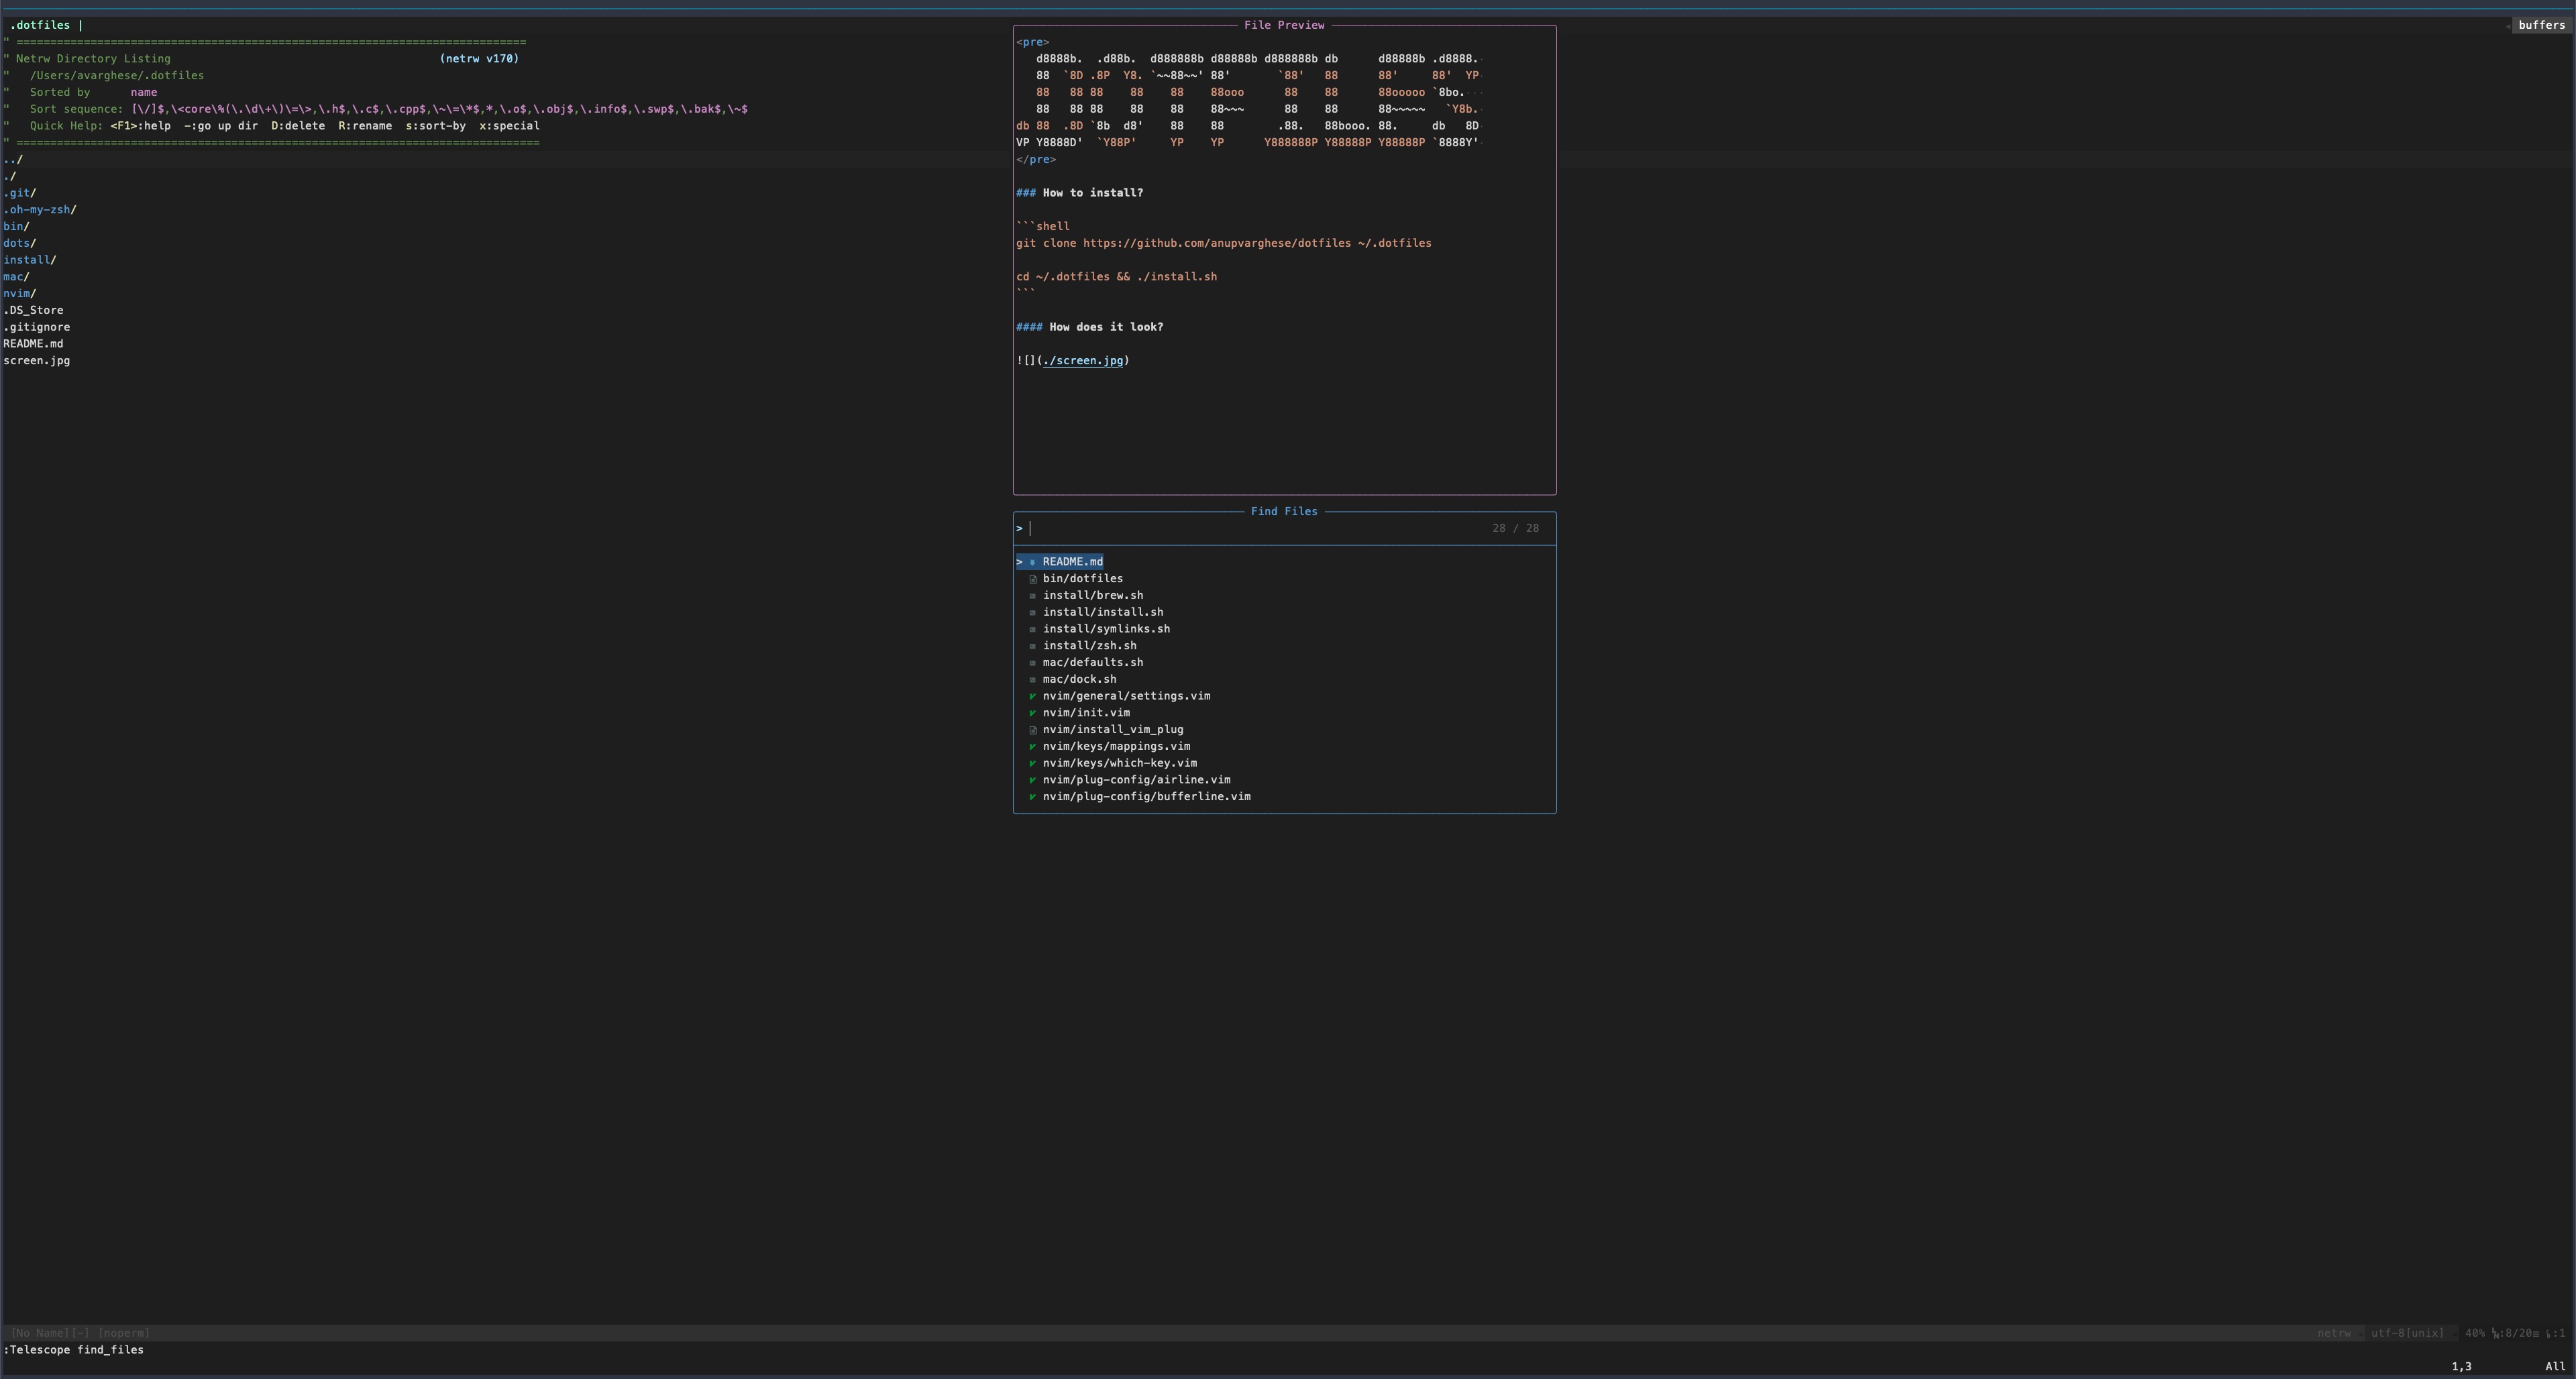 .dotfiles |
buffers
" ============================================================================
" Netrw Directory Listing                                        (netrw v170)
"   /Users/avarghese/.dotfiles
"   Sorted by      name
"   Sort sequence: [\/]$,\<core\%(\.\d\+\)\=\>,\.h$,\.c$,\.cpp$,\~\=\*$,*,\.o$,\.obj$,\.info$,\.swp$,\.bak$,\~$
"   Quick Help: <F1>:help  -:go up dir  D:delete  R:rename  s:sort-by  x:special
" ==============================================================================
../
./
.git/
.oh-my-zsh/
bin/
dots/
install/
mac/
nvim/
.DS_Store
.gitignore
README.md
screen.jpg
File Preview
<pre>
   d8888b.  .d88b.  d888888b d88888b d888888b db      d88888b .d8888.
   88  `8D .8P  Y8. `~~88~~' 88'       `88'   88      88'     88'  YP
   88   88 88    88    88    88ooo      88    88      88ooooo `8bo.
   88   88 88    88    88    88~~~      88    88      88~~~~~   `Y8b.
db 88  .8D `8b  d8'    88    88        .88.   88booo. 88.     db   8D
VP Y8888D'  `Y88P'     YP    YP      Y888888P Y88888P Y88888P `8888Y'
</pre>
### How to install?
```shell
git clone https://github.com/anupvarghese/dotfiles ~/.dotfiles
cd ~/.dotfiles && ./install.sh
```
#### How does it look?
![](./screen.jpg)
Find Files
> 28 / 28
> README.md
bin/dotfiles
install/brew.sh
install/install.sh
install/symlinks.sh
install/zsh.sh
mac/defaults.sh
mac/dock.sh
nvim/general/settings.vim
nvim/init.vim
nvim/install_vim_plug
nvim/keys/mappings.vim
nvim/keys/which-key.vim
nvim/plug-config/airline.vim
nvim/plug-config/bufferline.vim
[No Name][-] [noperm]
netrw utf-8[unix] 40% :8/20 :1
:Telescope find_files
1,3 All